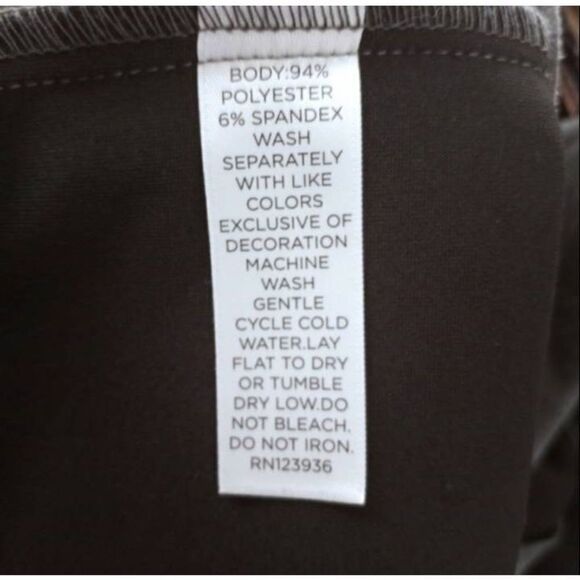 BODY:94%
POLYESTER
6% SPANDEX
WASH
SEPARATELY
WITH LIKE
COLORS
EXCLUSIVE OF
DECORATION
MACHINE
WASH
GENTLE
CYCLE COLD
WATER.LAY
FLAT TO DRY
OR TUMBLE
DRY LOW.DO
NOT BLEACH.
DO NOT IRON.
RN123936